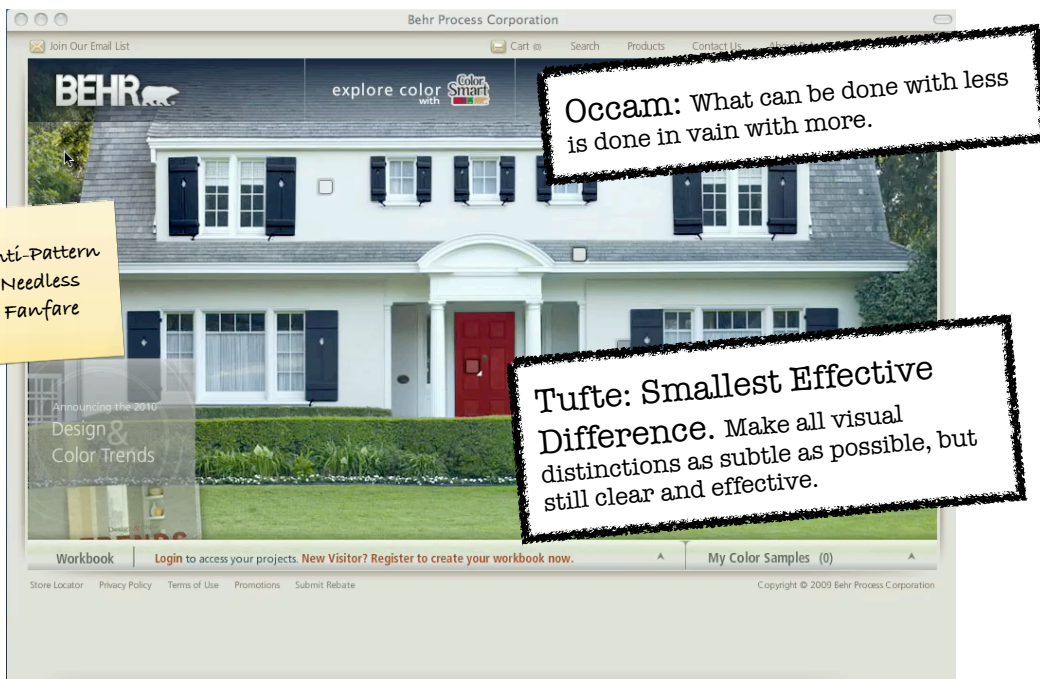 Behr Process Corporation
Join Our Email List
Cart (0) Search Products Contact Us
BEHR
explore color
with
Color
Smart
Occam: What can be done with less
is done in vain with more.
nti-Pattern
Needless
Fanfare
Announcing the 2010
Design &
Color Trends
TRENDS
Tufte: Smallest Effective
Difference. Make all visual
distinctions as subtle as possible, but
still clear and effective.
Workbook Login to access your projects. New Visitor? Register to create your workbook now. My Color Samples (0)
Store Locator Privacy Policy Terms of Use Promotions Submit Rebate Copyright © 2009 Behr Process Corporation